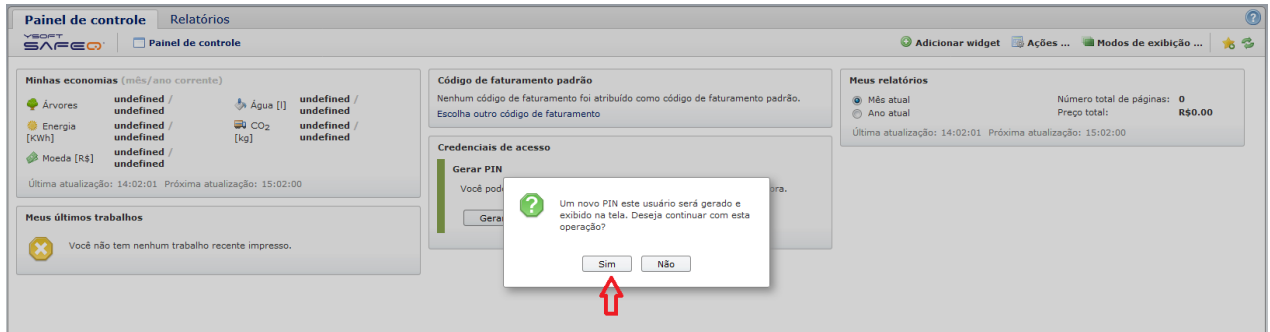 Painel de controle Relatórios
YSOFT
SAFEQ
Painel de controle
Adicionar widget Ações ... Modos de exibição ...
Minhas economias (mês/ano corrente)
Árvores undefined /
undefined
Água [l] undefined /
undefined
Energia
[KWh] undefined /
undefined
CO2
[kg] undefined /
undefined
Moeda [R$] undefined /
undefined
Última atualização: 14:02:01 Próxima atualização: 15:02:00
Meus últimos trabalhos
Você não tem nenhum trabalho recente impresso.
Código de faturamento padrão
Nenhum código de faturamento foi atribuído como código de faturamento padrão.
Escolha outro código de faturamento
Credenciais de acesso
Gerar PIN
Você pod
ora.
Gera
Um novo PIN este usuário será gerado e
exibido na tela. Deseja continuar com esta
operação?
Sim Não
Meus relatórios
Mês atual Número total de páginas: 0
Ano atual Preço total: R$0.00
Última atualização: 14:02:01 Próxima atualização: 15:02:00